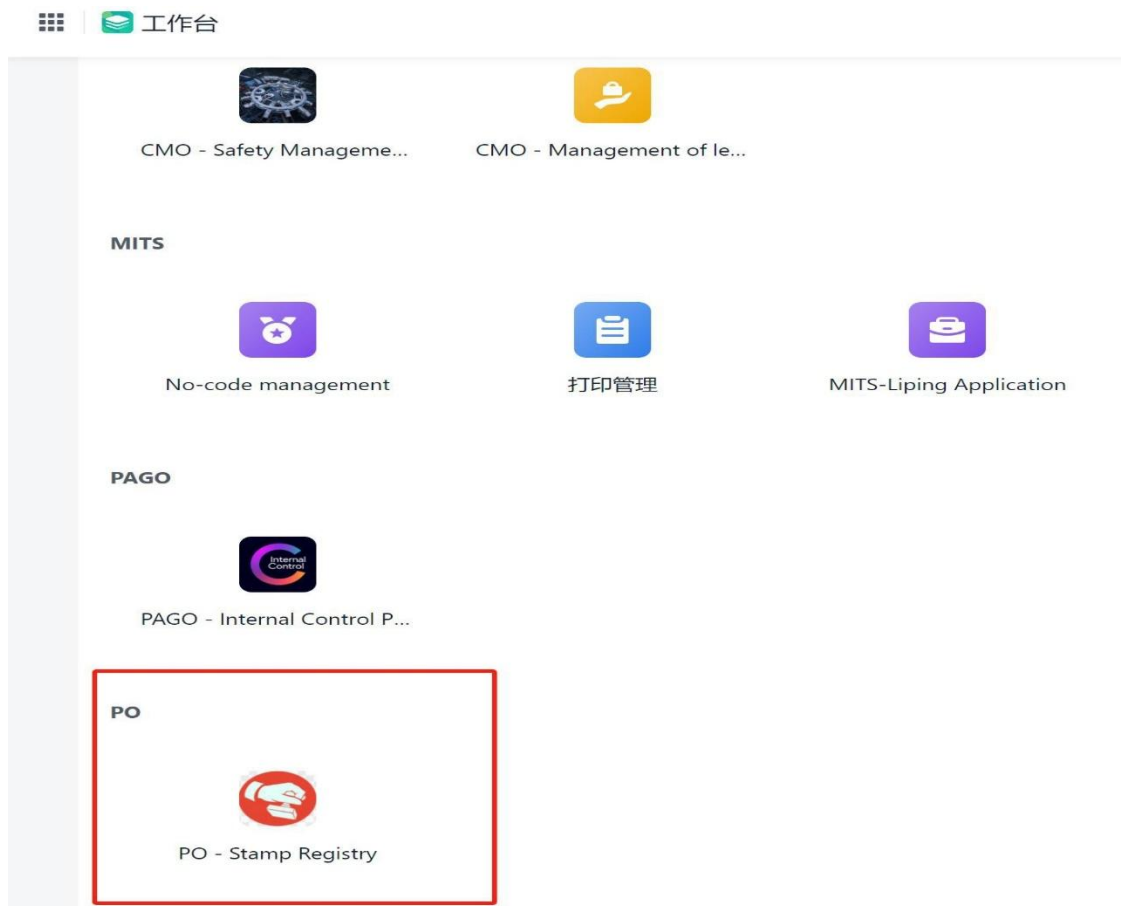 工作台
CMO - Safety Manageme...
CMO - Management of le...
MITS
No-code management
打印管理
MITS-Liping Application
PAGO
Internal
Control
PAGO - Internal Control P...
PO
PO - Stamp Registry